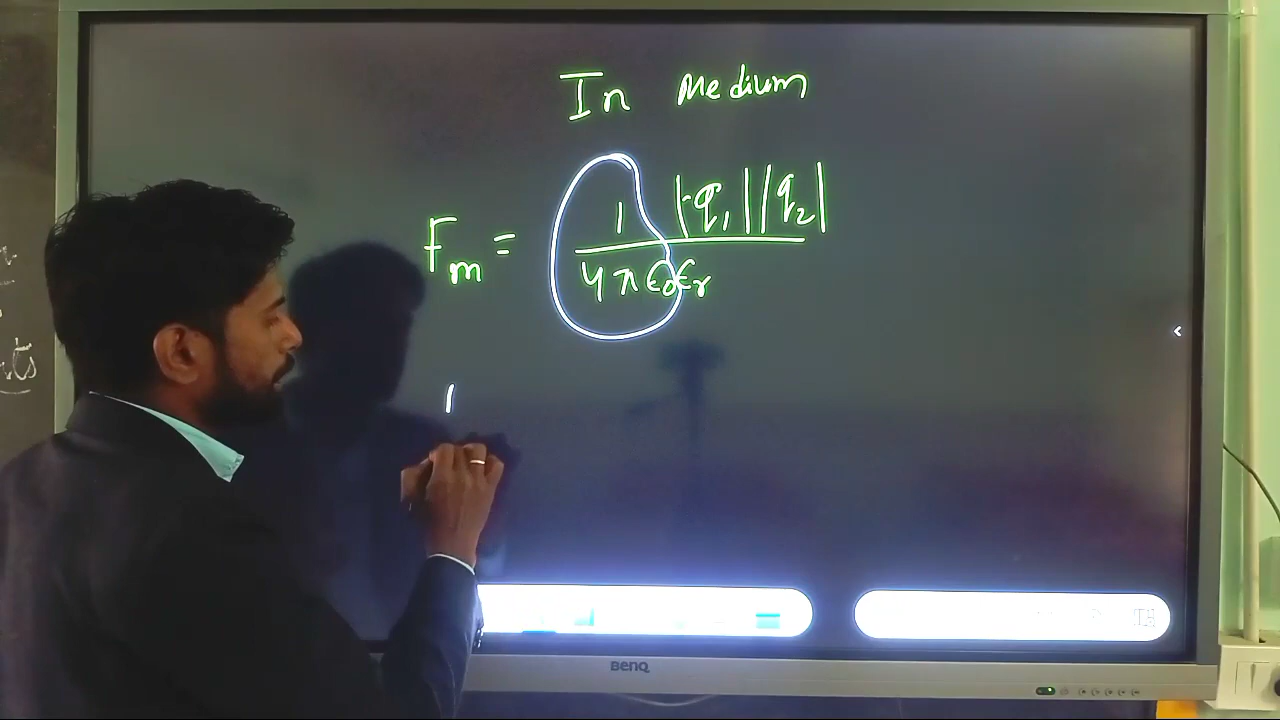 In Medium
Fm = 1 |-q1||q2|
4πϵ0ϵr
1
BenQ